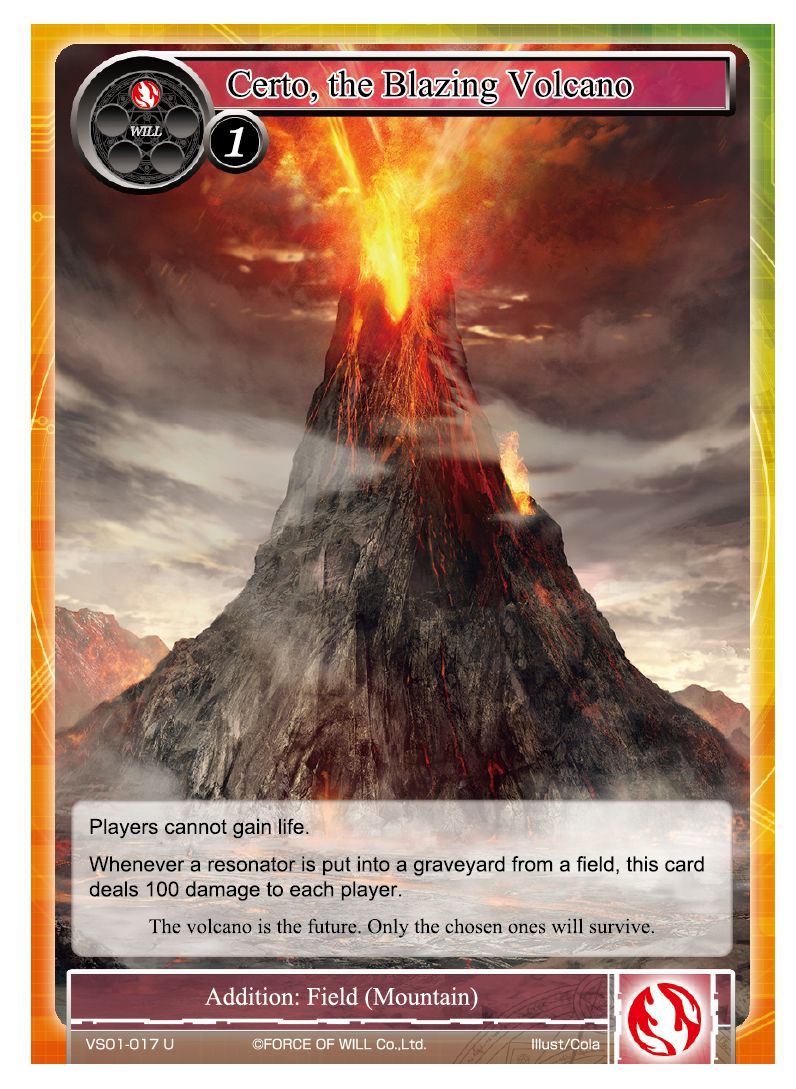 Certo, the Blazing Volcano
WILL
1
Players cannot gain life.
Whenever a resonator is put into a graveyard from a field, this card
deals 100 damage to each player.
The volcano is the future. Only the chosen ones will survive.
Addition: Field (Mountain)
VS01-017 U ©FORCE OF WILL Co.,Ltd. Illust/Cola